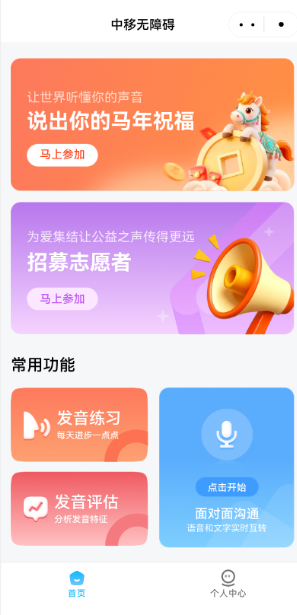 中移无障碍
让世界听懂你的声音
说出你的马年祝福
马上参加
为爱集结让公益之声传得更远
招募志愿者
马上参加
常用功能
发音练习
每天进步一点点
发音评估
分析发音特征
点击开始
面对面沟通
语音和文字实时互转
首页
个人中心